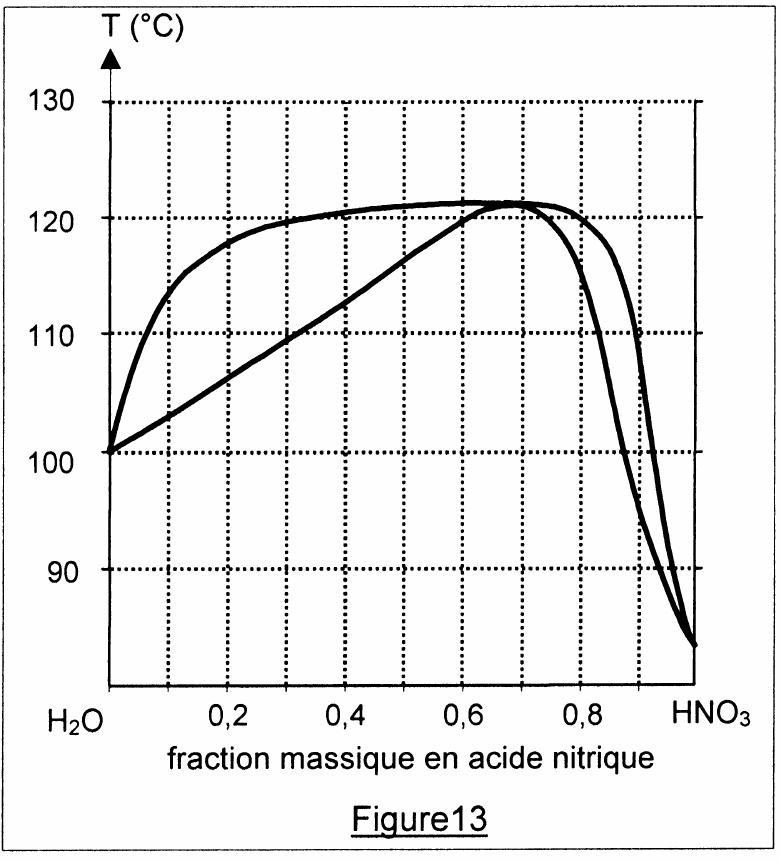 T (°C)
130
120
110
100
90
H₂O 0,2 0,4 0,6 0,8 HNO₃
fraction massique en acide nitrique
Figure13